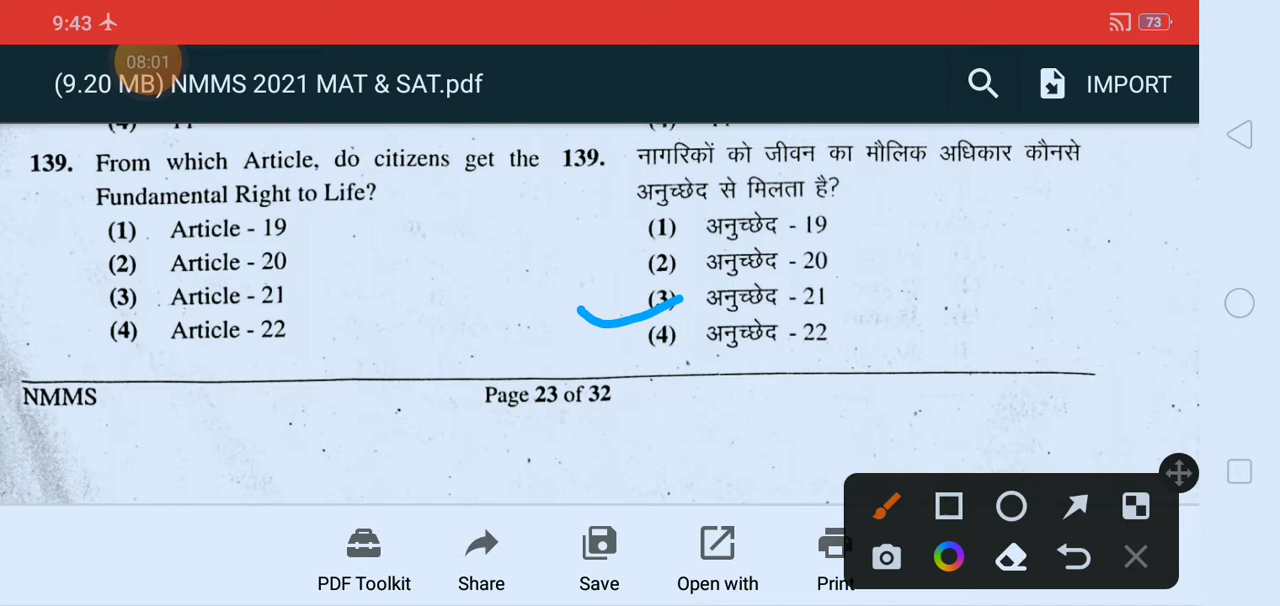 9:43
73
08:01
(9.20 MB) NMMS 2021 MAT & SAT.pdf
IMPORT
139. From which Article, do citizens get the
Fundamental Right to Life?
(1) Article - 19
(2) Article - 20
(3) Article - 21
(4) Article - 22
139. नागरिकों को जीवन का मौलिक अधिकार कौनसे
अनुच्छेद से मिलता है?
(1) अनुच्छेद - 19
(2) अनुच्छेद - 20
(3) अनुच्छेद - 21
(4) अनुच्छेद - 22
NMMS
Page 23 of 32
PDF Toolkit
Share
Save
Open with
Print